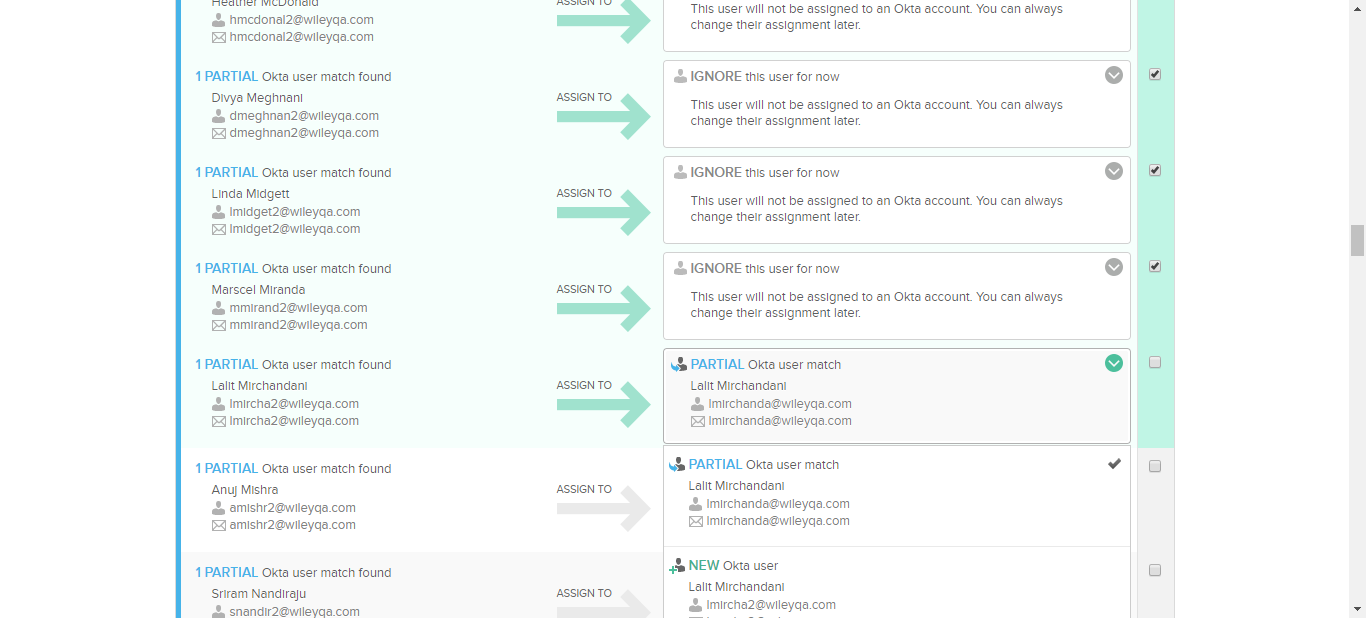 Heather McDonald
hmcdonal2@wileyqa.com
hmcdonal2@wileyqa.com
ASSIGN TO
This user will not be assigned to an Okta account. You can always
change their assignment later.
1 PARTIAL Okta user match found
Divya Meghnani
dmeghnan2@wileyqa.com
dmeghnan2@wileyqa.com
ASSIGN TO
IGNORE this user for now
This user will not be assigned to an Okta account. You can always
change their assignment later.
1 PARTIAL Okta user match found
Linda Midgett
lmidget2@wileyqa.com
lmidget2@wileyqa.com
ASSIGN TO
IGNORE this user for now
This user will not be assigned to an Okta account. You can always
change their assignment later.
1 PARTIAL Okta user match found
Marscel Miranda
mmirand2@wileyqa.com
mmirand2@wileyqa.com
ASSIGN TO
IGNORE this user for now
This user will not be assigned to an Okta account. You can always
change their assignment later.
1 PARTIAL Okta user match found
Lalit Mirchandani
lmircha2@wileyqa.com
lmircha2@wileyqa.com
ASSIGN TO
PARTIAL Okta user match
Lalit Mirchandani
lmirchanda@wileyqa.com
lmirchanda@wileyqa.com
1 PARTIAL Okta user match found
Anuj Mishra
amishr2@wileyqa.com
amishr2@wileyqa.com
ASSIGN TO
PARTIAL Okta user match
Lalit Mirchandani
lmirchanda@wileyqa.com
lmirchanda@wileyqa.com
1 PARTIAL Okta user match found
Sriram Nandiraju
snandir2@wileyqa.com
ASSIGN TO
NEW Okta user
Lalit Mirchandani
lmircha2@wileyqa.com